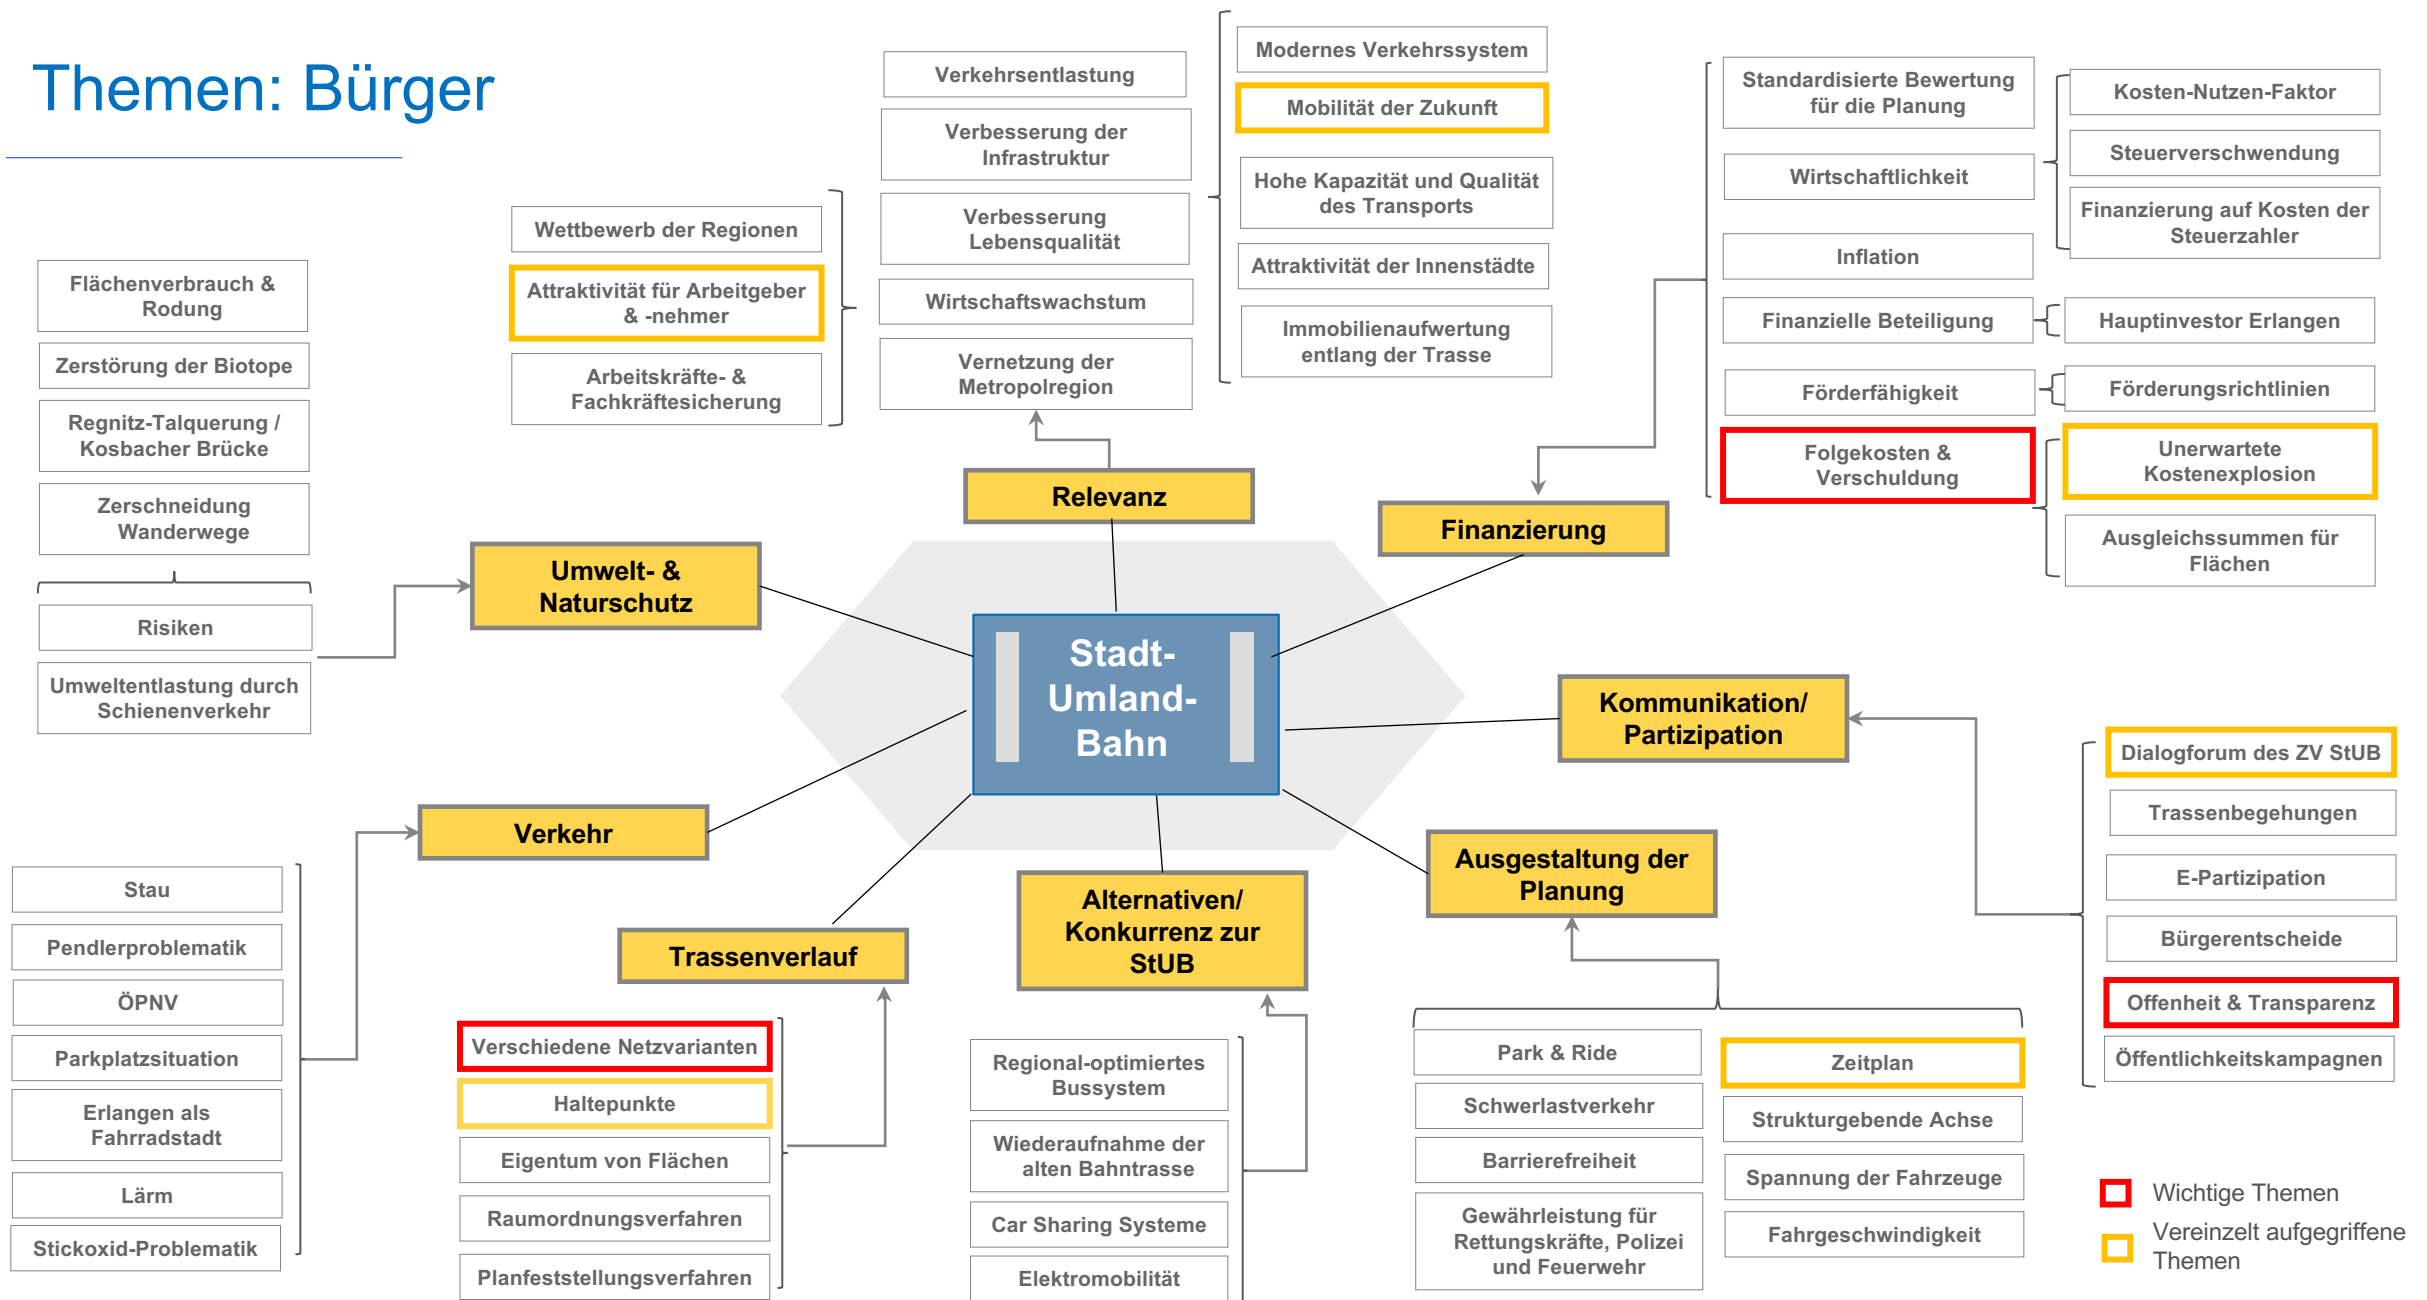 Themen: Bürger
Verkehrsentlastung
Verbesserung der
Infrastruktur
Verbesserung
Lebensqualität
Wirtschaftswachstum
Vernetzung der
Metropolregion
Modernes Verkehrssystem
Mobilität der Zukunft
Hohe Kapazität und Qualität
des Transports
Attraktivität der Innenstädte
Immobilienaufwertung
entlang der Trasse
Wettbewerb der Regionen
Attraktivität für Arbeitgeber
& -nehmer
Arbeitskräfte- &
Fachkräftesicherung
Relevanz
Standardisierte Bewertung
für die Planung
Wirtschaftlichkeit
Inflation
Finanzielle Beteiligung
Förderfähigkeit
Folgekosten &
Verschuldung
Kosten-Nutzen-Faktor
Steuerverschwendung
Finanzierung auf Kosten der
Steuerzahler
Hauptinvestor Erlangen
Förderungsrichtlinien
Unerwartete
Kostenexplosion
Ausgleichssummen für
Flächen
Finanzierung
Flächenverbrauch &
Rodung
Zerstörung der Biotope
Regnitz-Talquerung /
Kosbacher Brücke
Zerschneidung
Wanderwege
Risiken
Umweltentlastung durch
Schienenverkehr
Umwelt- &
Naturschutz
Stadt-
Umland-
Bahn
Kommunikation/
Partizipation
Dialogforum des ZV StUB
Trassenbegehungen
E-Partizipation
Bürgerentscheide
Offenheit & Transparenz
Öffentlichkeitskampagnen
Verkehr
Stau
Pendlerproblematik
ÖPNV
Parkplatzsituation
Erlangen als
Fahrradstadt
Lärm
Stickoxid-Problematik
Trassenverlauf
Verschiedene Netzvarianten
Haltepunkte
Eigentum von Flächen
Raumordnungsverfahren
Planfeststellungsverfahren
Alternativen/
Konkurrenz zur
StUB
Regional-optimiertes
Bussystem
Wiederaufnahme der
alten Bahntrasse
Car Sharing Systeme
Elektromobilität
Ausgestaltung der
Planung
Park & Ride
Schwerlastverkehr
Barrierefreiheit
Gewährleistung für
Rettungskräfte, Polizei
und Feuerwehr
Zeitplan
Strukturgebende Achse
Spannung der Fahrzeuge
Fahrgeschwindigkeit
Wichtige Themen
Vereinzelt aufgegriffene
Themen